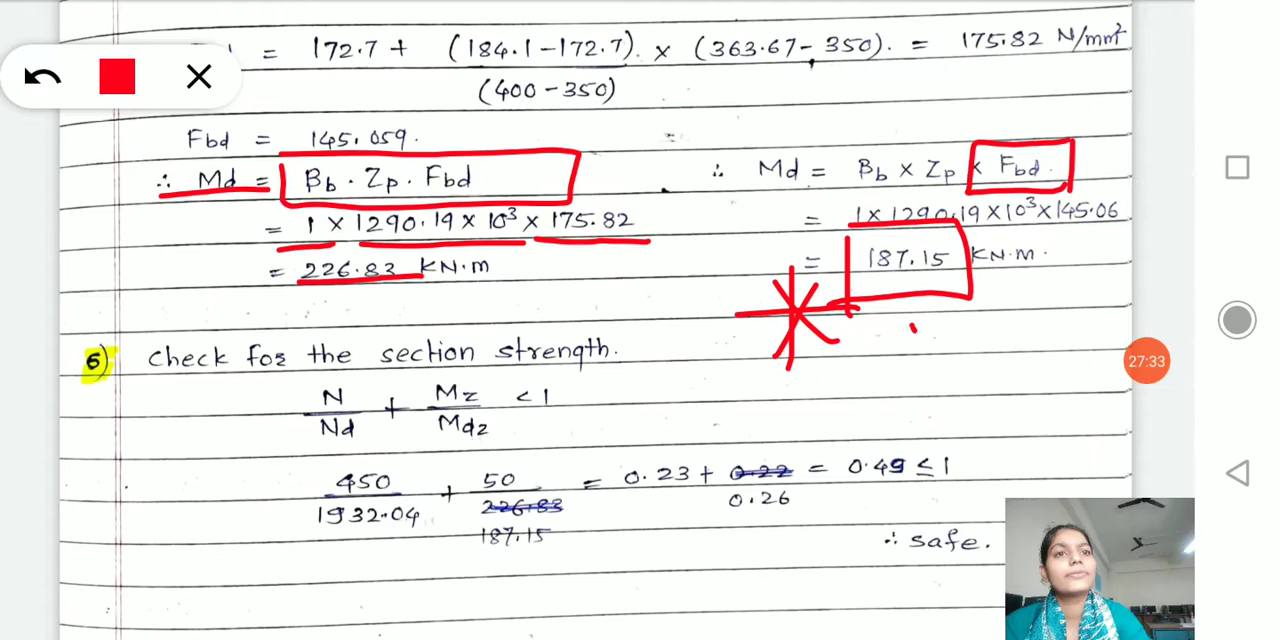 = 172.7 + (184.1-172.7) × (363.67-350). = 175.82 N/mm²
(400-350)
Fbd = 145.059.
∴ Md = Bb · Zp · Fbd
= 1 × 1290.19 × 10³ × 175.82
= 226.83 KN·m
∴ Md = Bb × Zp × Fbd.
= 1 × 1290.19 × 10³ × 145.06
= 187.15 KN·m.
6) Check for the section strength.
N/Nd + Mz/Mdz < 1
450/1932.04 + 50/226.83 = 0.23 + 0.22 = 0.49 ≤ 1
187.15 0.26
∴ safe.
27:33